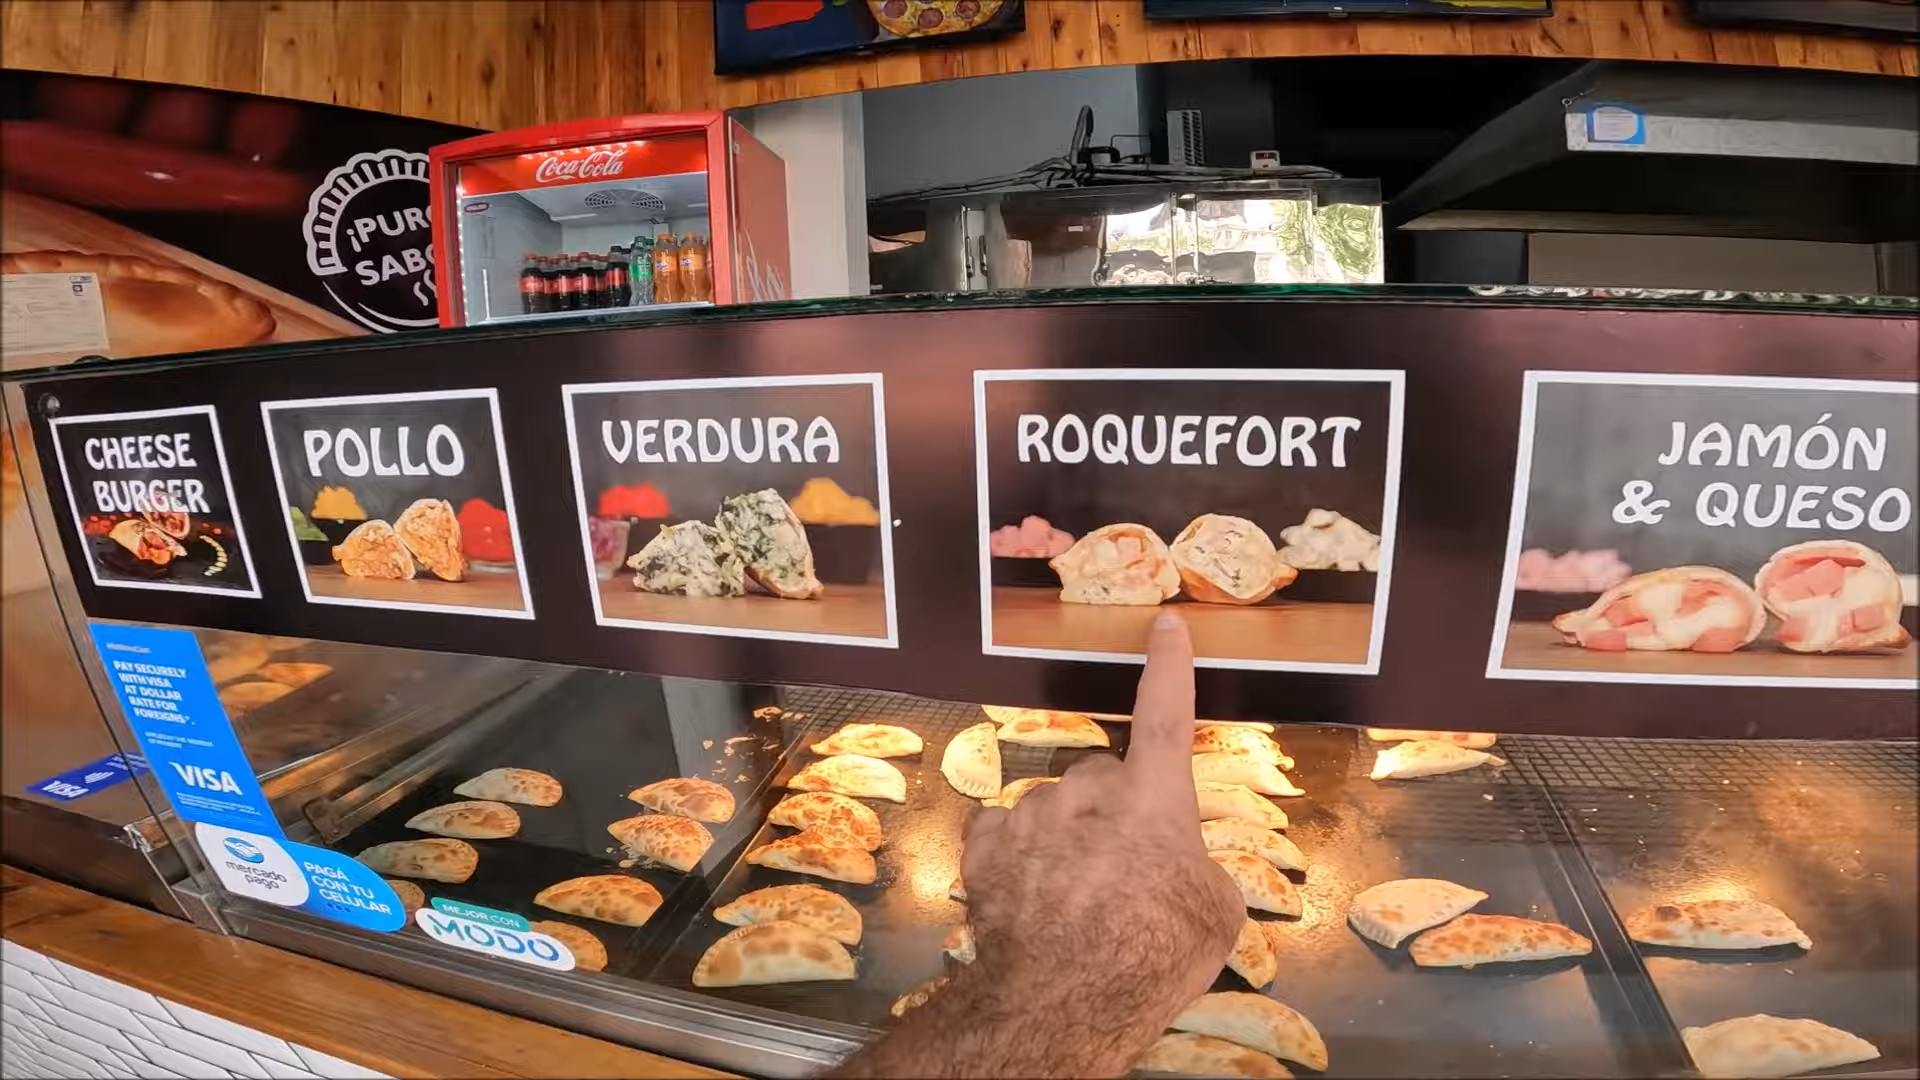 ¡PURO
SABO
Coca-Cola
CHEESE
BURGER
POLLO
VERDURA
ROQUEFORT
JAMÓN
& QUESO
PAY SECURELY
WITH VISA
AT DOLLAR
RATE FOR
FOREIGNS*.
VISA
VISA
mercado
pago
PAGÁ
CON TU
CELULAR
MEJOR CON
MODO